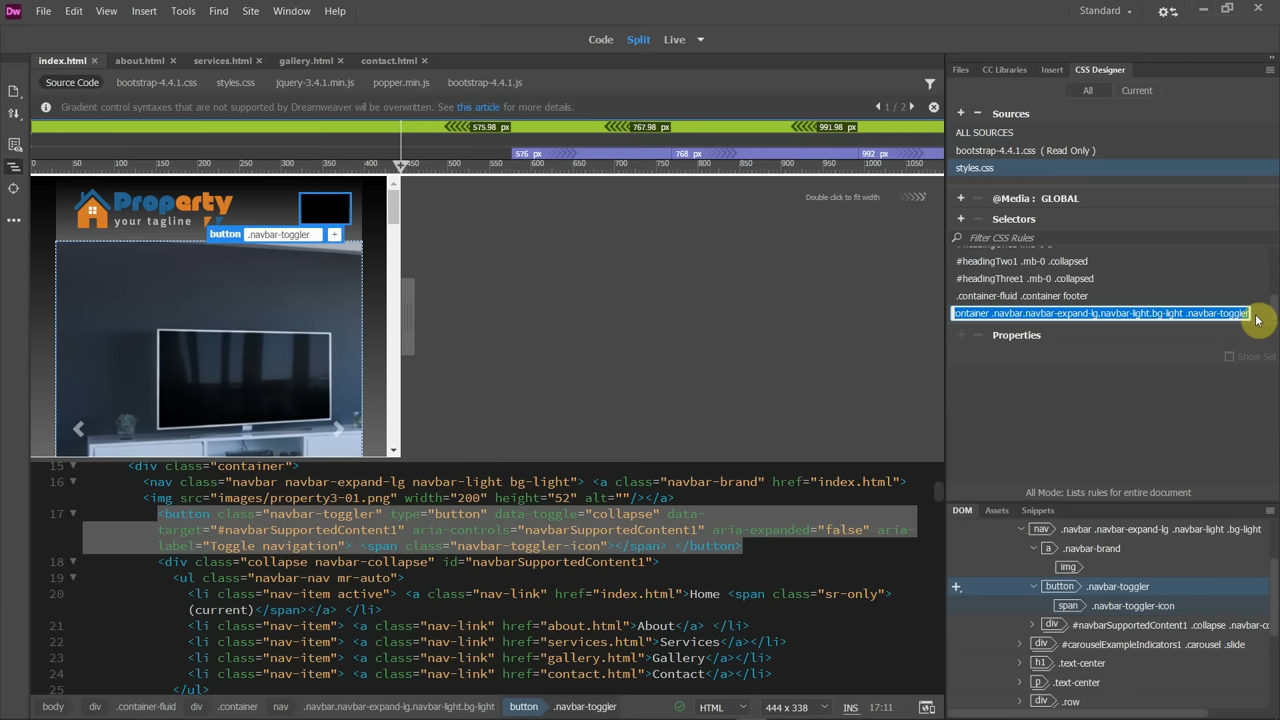 Dw File Edit View Insert Tools Find Site Window Help Standard
Code Split Live
index.html × about.html × services.html × gallery.html × contact.html ×
Files CC Libraries Insert CSS Designer
Source Code bootstrap-4.4.1.css styles.css jquery-3.4.1.min.js popper.min.js bootstrap-4.4.1.js
All Current
Gradient control syntaxes that are not supported by Dreamweaver will be overwritten. See this article for more details. 1 / 2
+ − Sources
575.98 px 767.98 px 991.98 px
ALL SOURCES
576 px 768 px 992 px
bootstrap-4.4.1.css ( Read Only )
0 50 100 150 200 250 300 350 400 450 500 550 600 650 700 750 800 850 900 950 1000 1050
styles.css
Property
your tagline
Double click to fit width
+ − @Media : GLOBAL
+ − Selectors
button .navbar-toggler +
Filter CSS Rules
#headingTwo1 .mb-0 .collapsed
#headingThree1 .mb-0 .collapsed
.container-fluid .container footer
ontainer .navbar.navbar-expand-lg.navbar-light.bg-light .navbar-toggler
+ − Properties
Show Set
15 <div class="container">
16 <nav class="navbar navbar-expand-lg navbar-light bg-light"> <a class="navbar-brand" href="index.html">
<img src="images/property3-01.png" width="200" height="52" alt=""/></a>
17 <button class="navbar-toggler" type="button" data-toggle="collapse" data-
target="#navbarSupportedContent1" aria-controls="navbarSupportedContent1" aria-expanded="false" aria-
label="Toggle navigation"> <span class="navbar-toggler-icon"></span> </button>
18 <div class="collapse navbar-collapse" id="navbarSupportedContent1">
19 <ul class="navbar-nav mr-auto">
20 <li class="nav-item active"> <a class="nav-link" href="index.html">Home <span class="sr-only">
(current)</span></a> </li>
21 <li class="nav-item"> <a class="nav-link" href="about.html">About</a> </li>
22 <li class="nav-item"> <a class="nav-link" href="services.html">Services</a></li>
23 <li class="nav-item"> <a class="nav-link" href="gallery.html">Gallery</a></li>
24 <li class="nav-item"> <a class="nav-link" href="contact.html">Contact</a></li>
25 </ul>
All Mode: Lists rules for entire document
DOM Assets Snippets
nav .navbar .navbar-expand-lg .navbar-light .bg-light
a .navbar-brand
img
button .navbar-toggler
span .navbar-toggler-icon
div #navbarSupportedContent1 .collapse .navbar-co
div #carouselExampleIndicators1 .carousel .slide
h1 .text-center
p .text-center
div .row
body div .container-fluid div .container nav .navbar.navbar-expand-lg.navbar-light.bg-light button .navbar-toggler HTML 444 x 338 INS 17:11